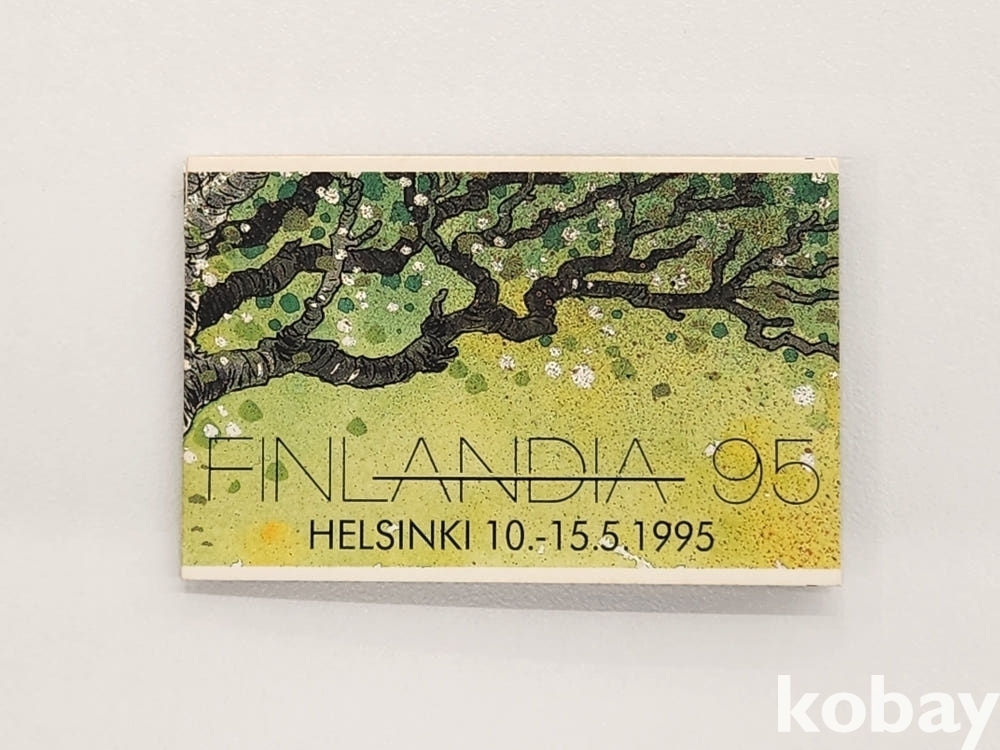 FINLANDIA 95
HELSINKI 10.-15.5.1995
kobay